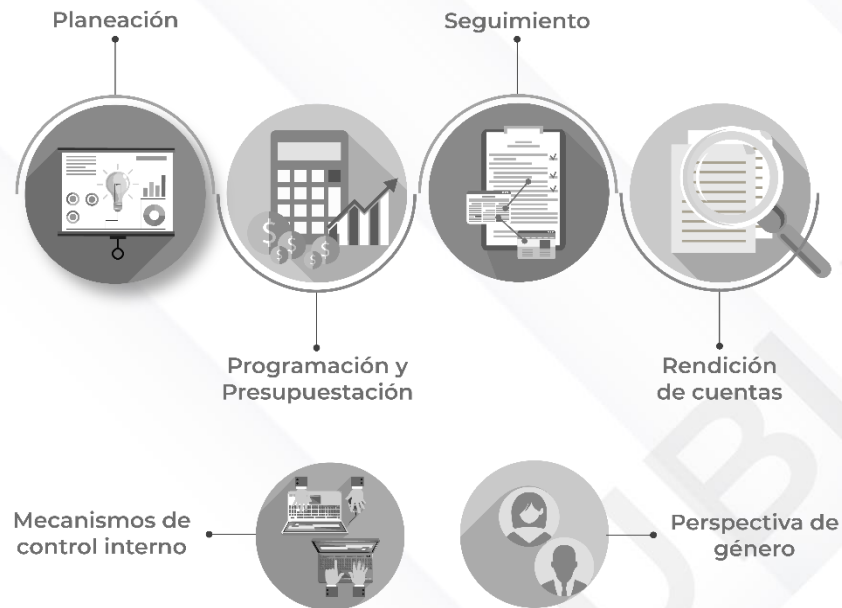 Planeación
Seguimiento
Programación y
Presupuestación
Rendición
de cuentas
Mecanismos de
control interno
Perspectiva de
género